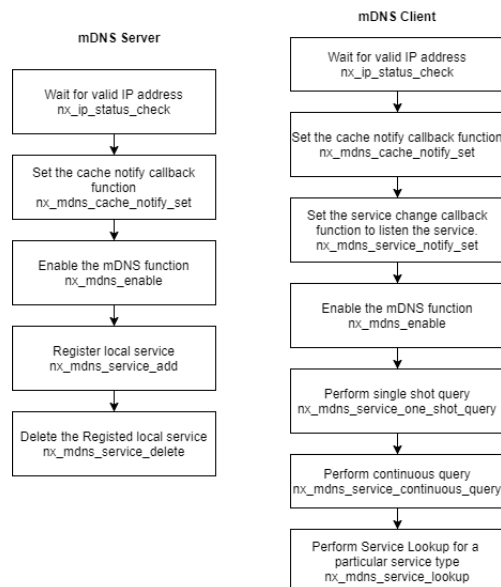 mDNS Server
Wait for valid IP address
nx_ip_status_check
Set the cache notify callback
function
nx_mdns_cache_notify_set
Enable the mDNS function
nx_mdns_enable
Register local service
nx_mdns_service_add
Delete the Registed local service
nx_mdns_service_delete
mDNS Client
Wait for valid IP address
nx_ip_status_check
Set the cache notify callback function
nx_mdns_cache_notify_set
Set the service change callback
function to listen the service.
nx_mdns_service_notify_set
Enable the mDNS function
nx_mdns_enable
Perform single shot query
nx_mdns_service_one_shot_query
Perform continuous query
nx_mdns_service_continuous_query
Perform Service Lookup for a
particular service type
nx_mdns_service_lookup